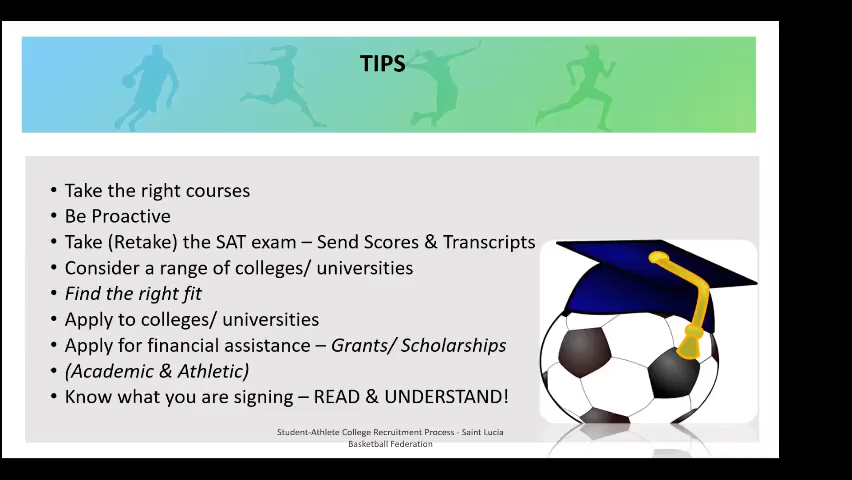 TIPS
• Take the right courses
• Be Proactive
• Take (Retake) the SAT exam – Send Scores & Transcripts
• Consider a range of colleges/ universities
• Find the right fit
• Apply to colleges/ universities
• Apply for financial assistance – Grants/ Scholarships
• (Academic & Athletic)
• Know what you are signing – READ & UNDERSTAND!
Student-Athlete College Recruitment Process - Saint Lucia
Basketball Federation